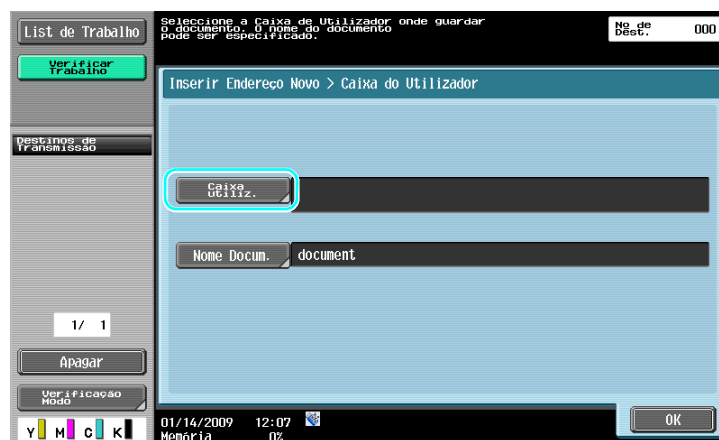 List de Trabalho
Seleccione a Caixa de Utilizador onde guardar
o documento. O nome do documento
pode ser especificado.
Nº de
Dest.
000
Verificar
Trabalho
Inserir Endereço Novo > Caixa do Utilizador
Destinos de
Transmissão
Caixa
Utiliz.
Nome Docum.
document
1/ 1
Apagar
Verificação
Modo
Y M C K
01/14/2009 12:07
Memória 0%
OK